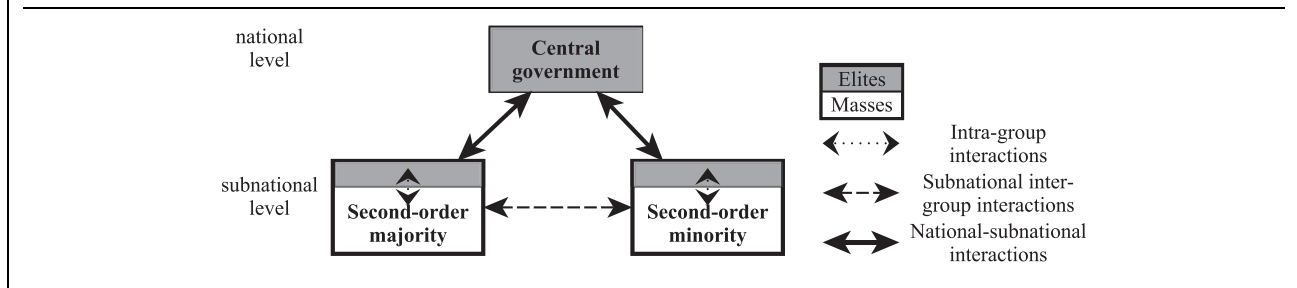 national
level
Central
government
Elites
Masses
Intra-group
interactions
subnational
level
Second-order
majority
Second-order
minority
Subnational inter-
group interactions
National-subnational
interactions